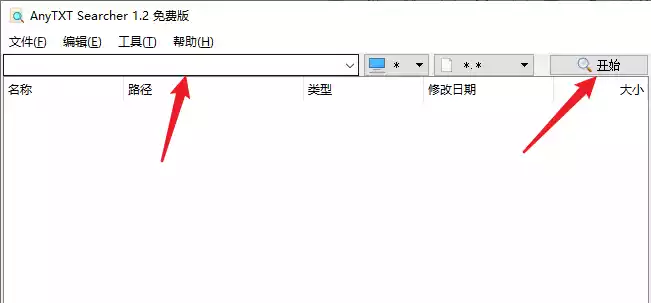 AnyTXT Searcher 1.2 免费版
文件(F) 编辑(E) 工具(T) 帮助(H)
* *.* 开始
名称 路径 类型 修改日期 大小